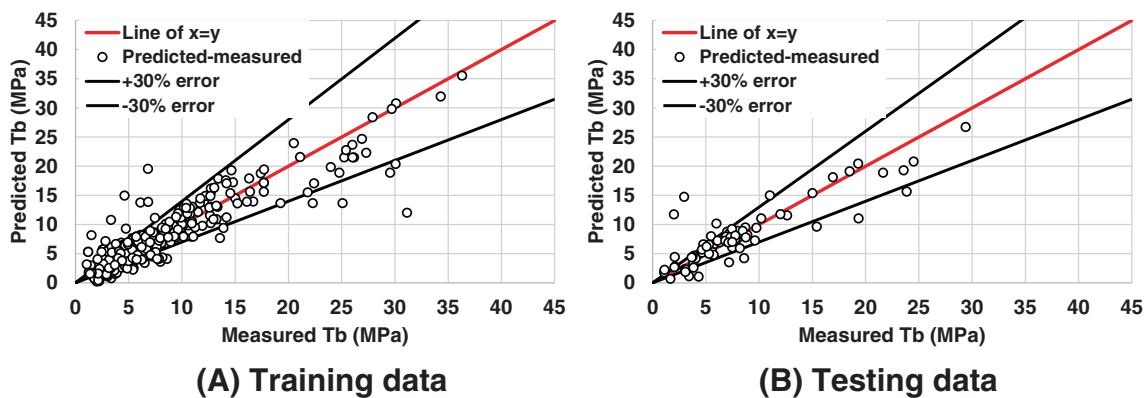 45
40
35
30
25
20
15
10
5
0
Predicted Tb (MPa)
Line of x=y
Predicted-measured
+30% error
-30% error
0 5 10 15 20 25 30 35 40 45
Measured Tb (MPa)
(A) Training data
45
40
35
30
25
20
15
10
5
0
Predicted Tb (MPa)
Line of x=y
Predicted-measured
+30% error
-30% error
0 5 10 15 20 25 30 35 40 45
Measured Tb (MPa)
(B) Testing data